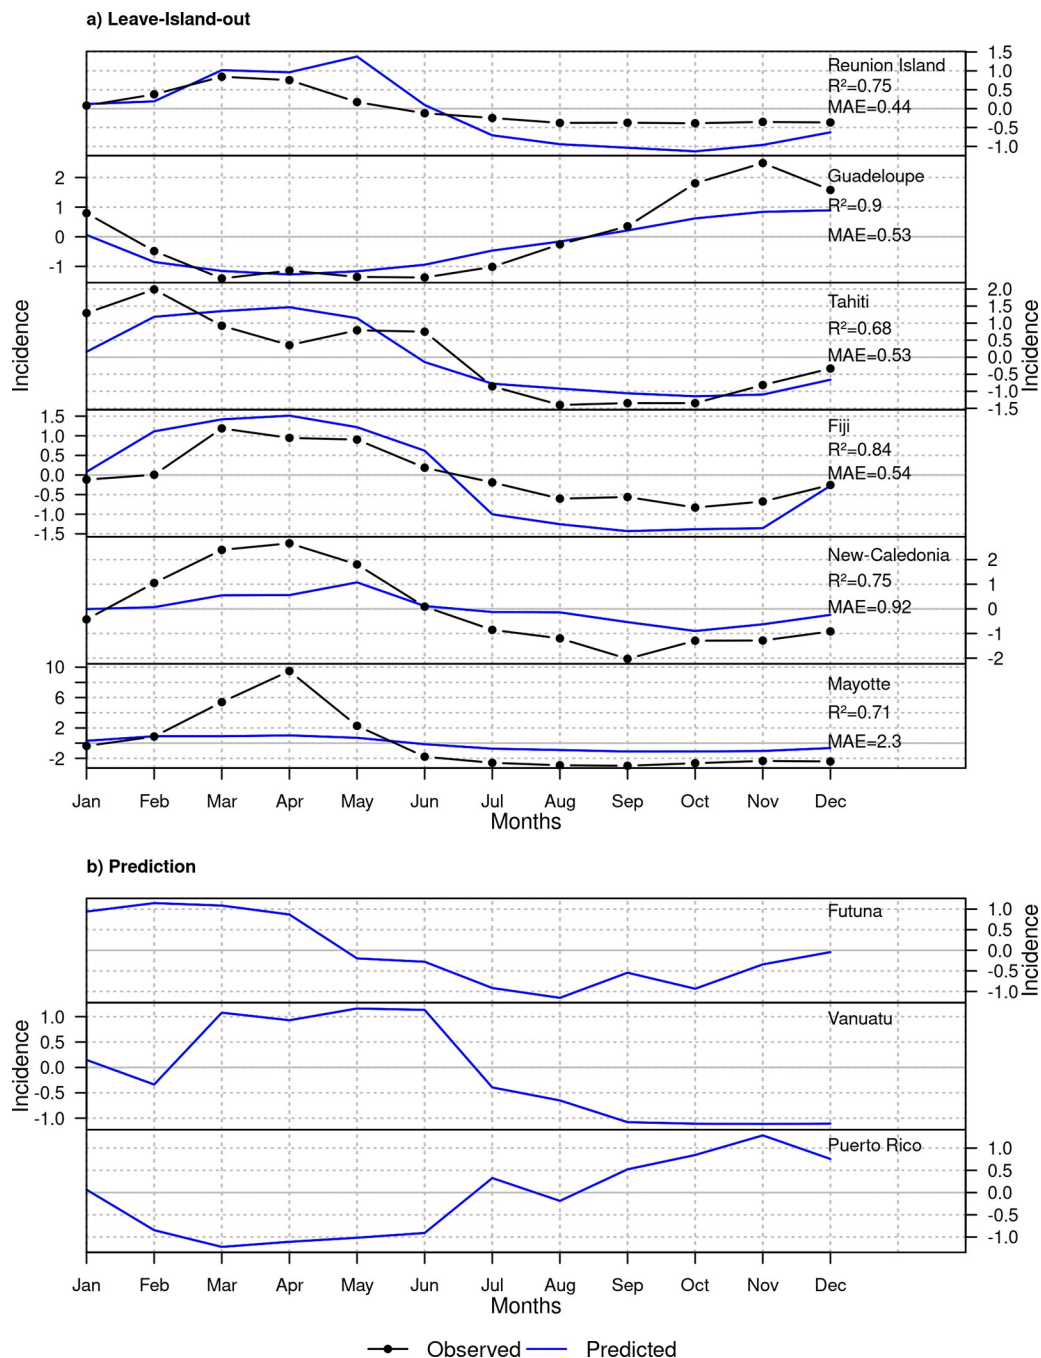 a) Leave-Island-out
1.5
1.0
0.5
0.0
-0.5
-1.0
Reunion Island
R²=0.75
MAE=0.44
2
1
0
-1
Guadeloupe
R²=0.9
MAE=0.53
2.0
1.5
1.0
0.5
0.0
-0.5
-1.0
-1.5
Tahiti
R²=0.68
MAE=0.53
Incidence
Incidence
1.5
1.0
0.5
0.0
-0.5
-1.0
-1.5
Fiji
R²=0.84
MAE=0.54
2
1
0
-1
-2
New-Caledonia
R²=0.75
MAE=0.92
10
6
2
-2
Mayotte
R²=0.71
MAE=2.3
Jan Feb Mar Apr May Jun Jul Aug Sep Oct Nov Dec
Months
b) Prediction
Futuna
1.0
0.5
0.0
-0.5
-1.0
Incidence
Incidence
1.0
0.5
0.0
-0.5
-1.0
Vanuatu
Puerto Rico
1.0
0.5
0.0
-0.5
-1.0
Jan Feb Mar Apr May Jun Jul Aug Sep Oct Nov Dec
Months
Observed Predicted